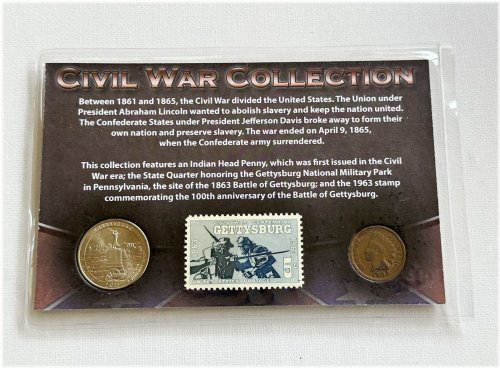 CIVIL WAR COLLECTION
Between 1861 and 1865, the Civil War divided the United States. The Union under
President Abraham Lincoln wanted to abolish slavery and keep the nation united.
The Confederate States under President Jefferson Davis broke away to form their
own nation and preserve slavery. The war ended on April 9, 1865,
when the Confederate army surrendered.
This collection features an Indian Head Penny, which was first issued in the Civil
War era; the State Quarter honoring the Gettysburg National Military Park
in Pennsylvania, the site of the 1863 Battle of Gettysburg; and the 1963 stamp
commemorating the 100th anniversary of the Battle of Gettysburg.
GETTYSBURG
5